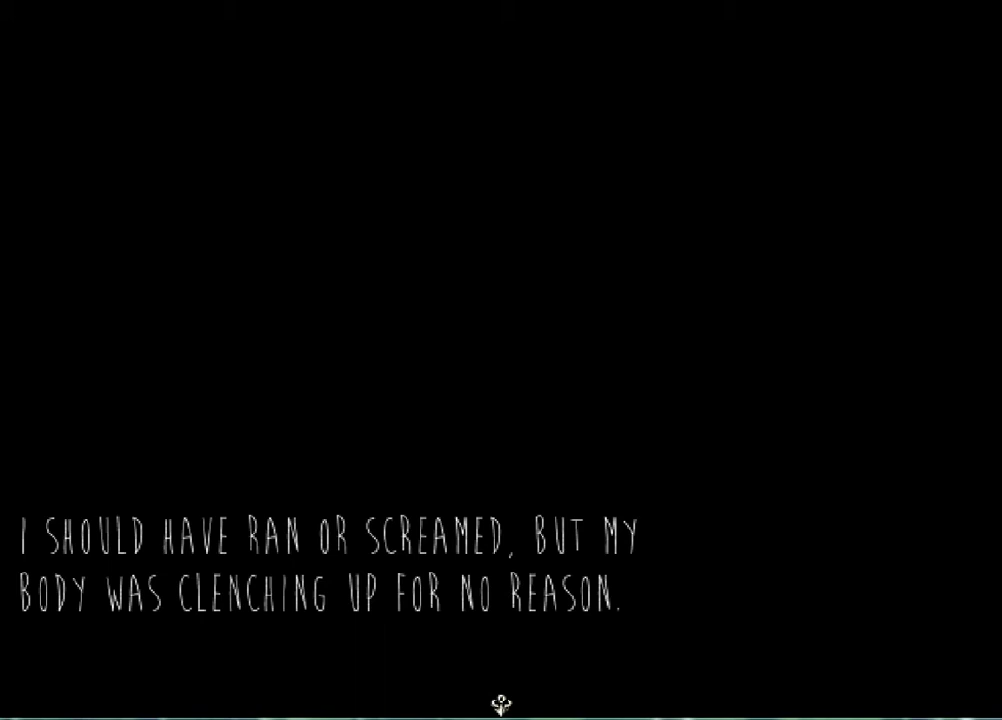 I SHOULD HAVE RAN OR SCREAMED, BUT MY
BODY WAS CLENCHING UP FOR NO REASON.